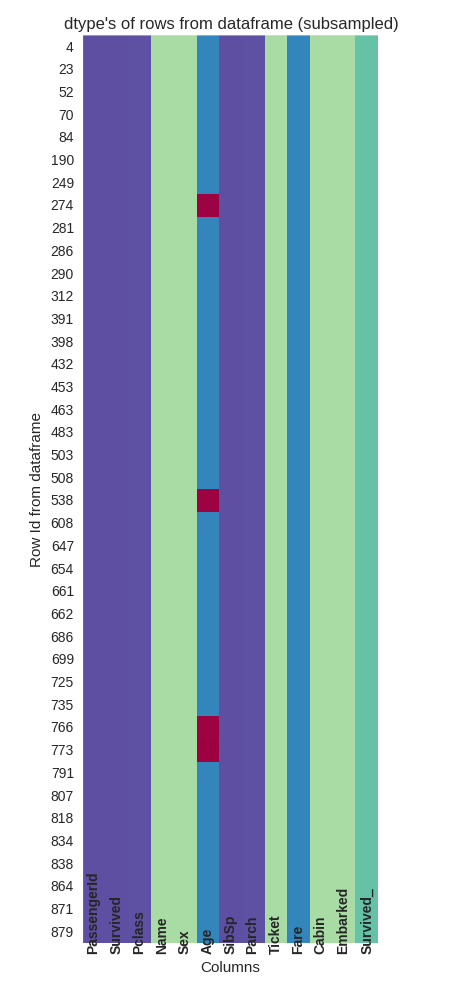 dtype's of rows from dataframe (subsampled)
4
23
52
70
84
190
249
274
281
286
290
312
391
398
432
453
463
483
503
508
538
608
647
654
661
662
686
699
725
735
766
773
791
807
818
834
838
864
871
879
Row Id from dataframe
PassengerId
Survived
Pclass
Name
Sex
Age
SibSp
Parch
Ticket
Fare
Cabin
Embarked
Survived_
Columns